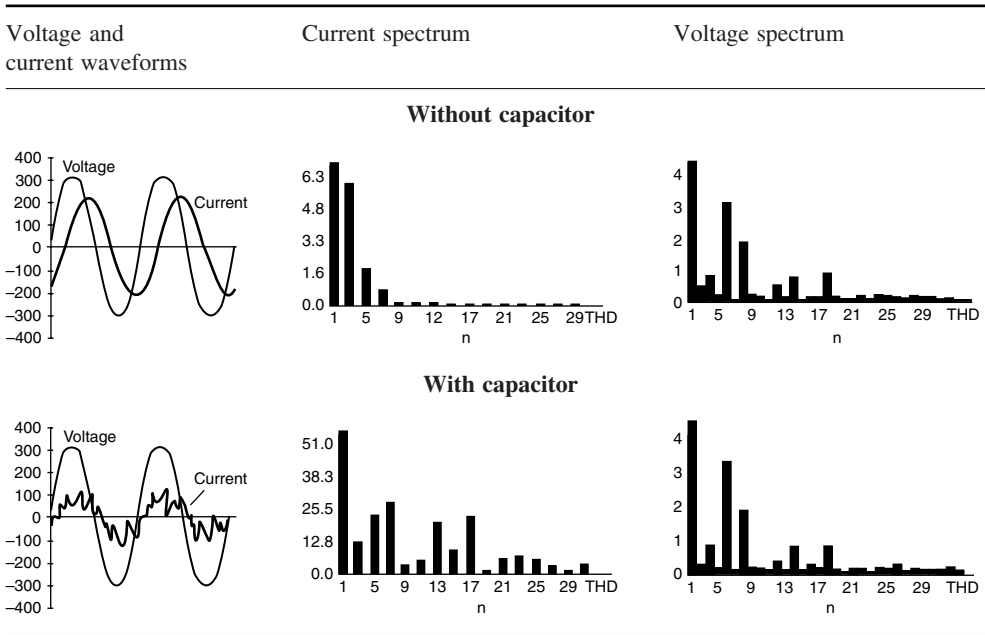 Voltage and
current waveforms
Current spectrum
Voltage spectrum
Without capacitor
400
300
200
100
0
–100
–200
–300
–400
Voltage
Current
6.3
4.8
3.3
1.6
0.0
1 5 9 12 17 21 25 29THD
n
4
3
2
1
0
1 5 9 13 17 21 25 29 THD
n
With capacitor
400
300
200
100
0
–100
–200
–300
–400
Voltage
Current
51.0
38.3
25.5
12.8
0.0
1 5 9 13 17 21 25 29 THD
n
4
3
2
1
0
1 5 9 13 17 21 25 29 THD
n